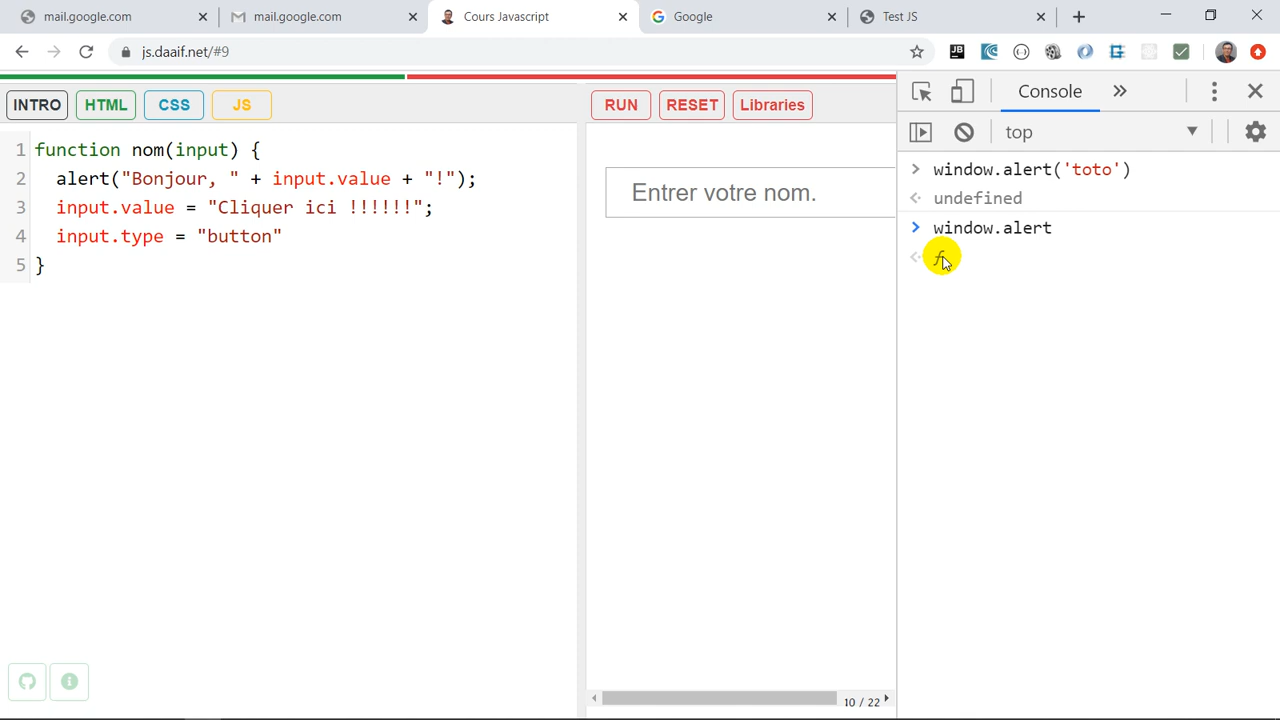 mail.google.com
mail.google.com
Cours Javascript
Google
Test JS
js.daaif.net/#9
INTRO
HTML
CSS
JS
RUN
RESET
Libraries
Console
top
1 function nom(input) {
2 alert("Bonjour, " + input.value + "!");
3 input.value = "Cliquer ici !!!!!!";
4 input.type = "button"
5 }
Entrer votre nom.
10 / 22
> window.alert('toto')
undefined
> window.alert
ƒ